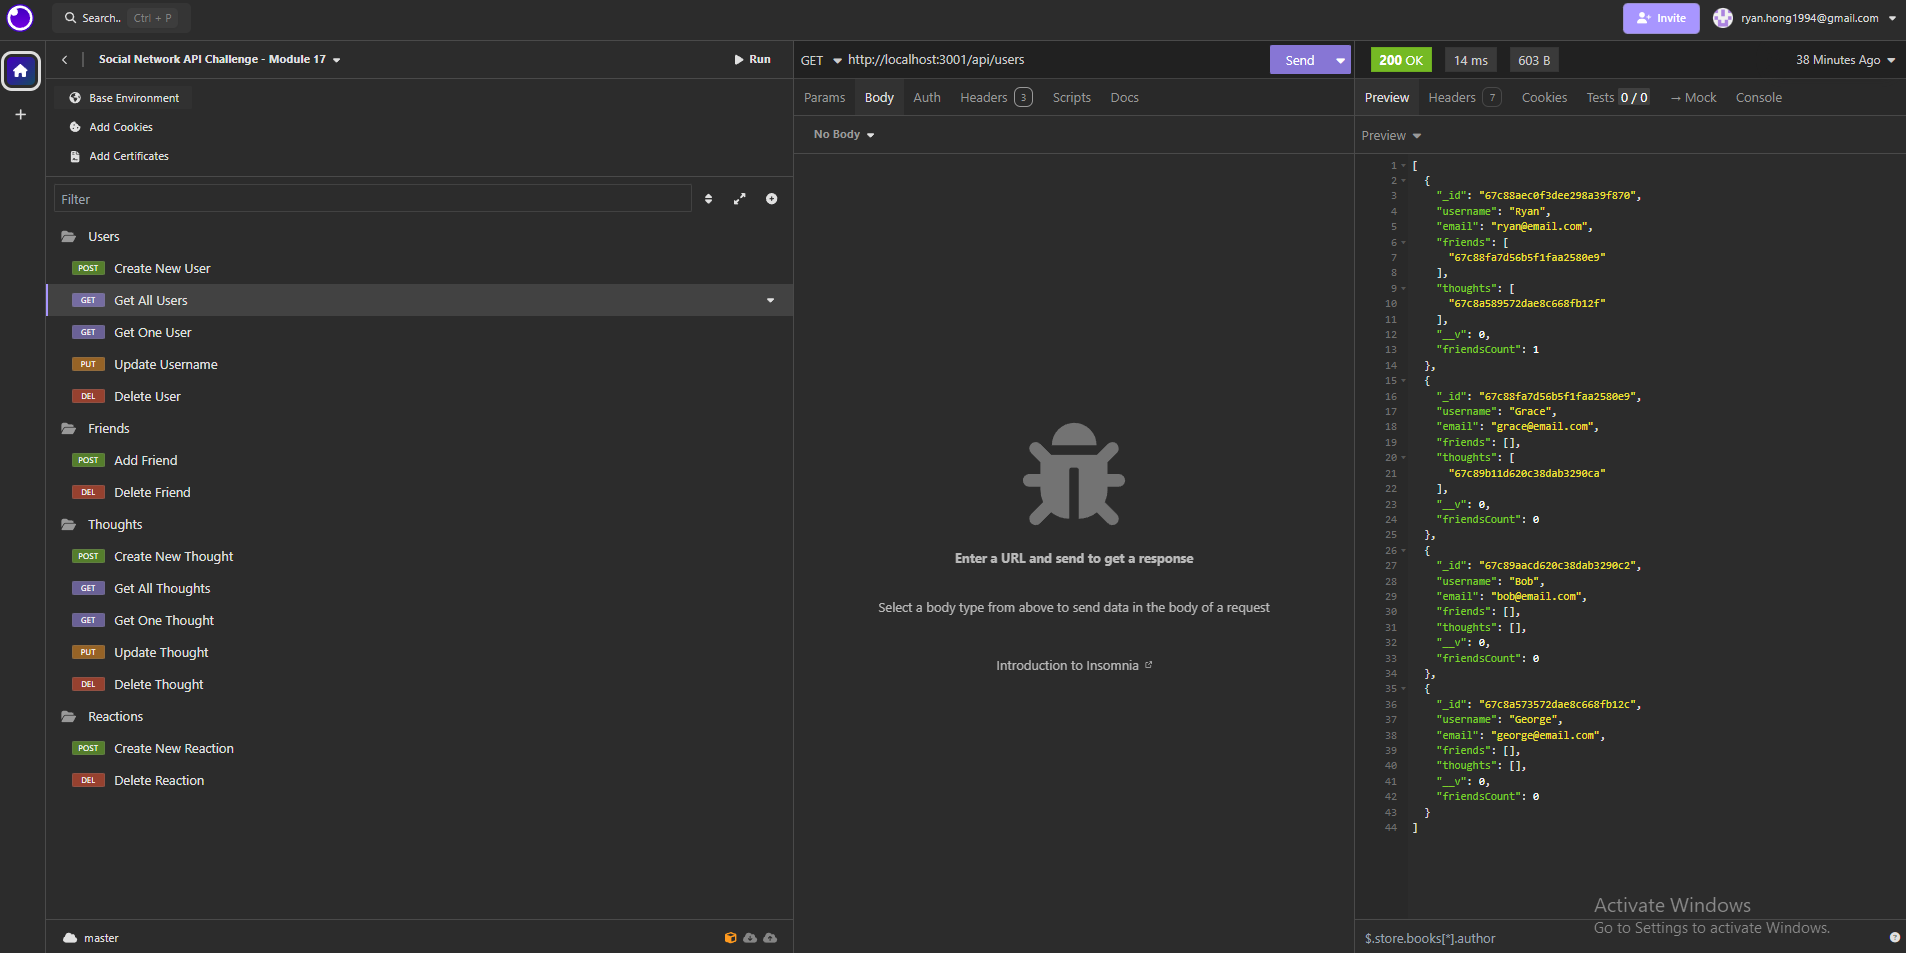 Search.. Ctrl + P
Invite
ryan.hong1994@gmail.com
Social Network API Challenge - Module 17
Run
Base Environment
Add Cookies
Add Certificates
Filter
Users
POST Create New User
GET Get All Users
GET Get One User
PUT Update Username
DEL Delete User
Friends
POST Add Friend
DEL Delete Friend
Thoughts
POST Create New Thought
GET Get All Thoughts
GET Get One Thought
PUT Update Thought
DEL Delete Thought
Reactions
POST Create New Reaction
DEL Delete Reaction
master
GET http://localhost:3001/api/users Send
Params Body Auth Headers 3 Scripts Docs
No Body
Enter a URL and send to get a response
Select a body type from above to send data in the body of a request
Introduction to Insomnia
200 OK 14 ms 603 B 38 Minutes Ago
Preview Headers 7 Cookies Tests 0 / 0 → Mock Console
Preview
1 [
2 {
3 "_id": "67c88aec0f3dee298a39f870",
4 "username": "Ryan",
5 "email": "ryan@email.com",
6 "friends": [
7 "67c88fa7d56b5f1faa2580e9"
8 ],
9 "thoughts": [
10 "67c8a589572dae8c668fb12f"
11 ],
12 "__v": 0,
13 "friendsCount": 1
14 },
15 {
16 "_id": "67c88fa7d56b5f1faa2580e9",
17 "username": "Grace",
18 "email": "grace@email.com",
19 "friends": [],
20 "thoughts": [
21 "67c89b11d620c38dab3290ca"
22 ],
23 "__v": 0,
24 "friendsCount": 0
25 },
26 {
27 "_id": "67c89aacd620c38dab3290c2",
28 "username": "Bob",
29 "email": "bob@email.com",
30 "friends": [],
31 "thoughts": [],
32 "__v": 0,
33 "friendsCount": 0
34 },
35 {
36 "_id": "67c8a573572dae8c668fb12c",
37 "username": "George",
38 "email": "george@email.com",
39 "friends": [],
40 "thoughts": [],
41 "__v": 0,
42 "friendsCount": 0
43 }
44 ]
Activate Windows
Go to Settings to activate Windows.
$.store.books[*].author